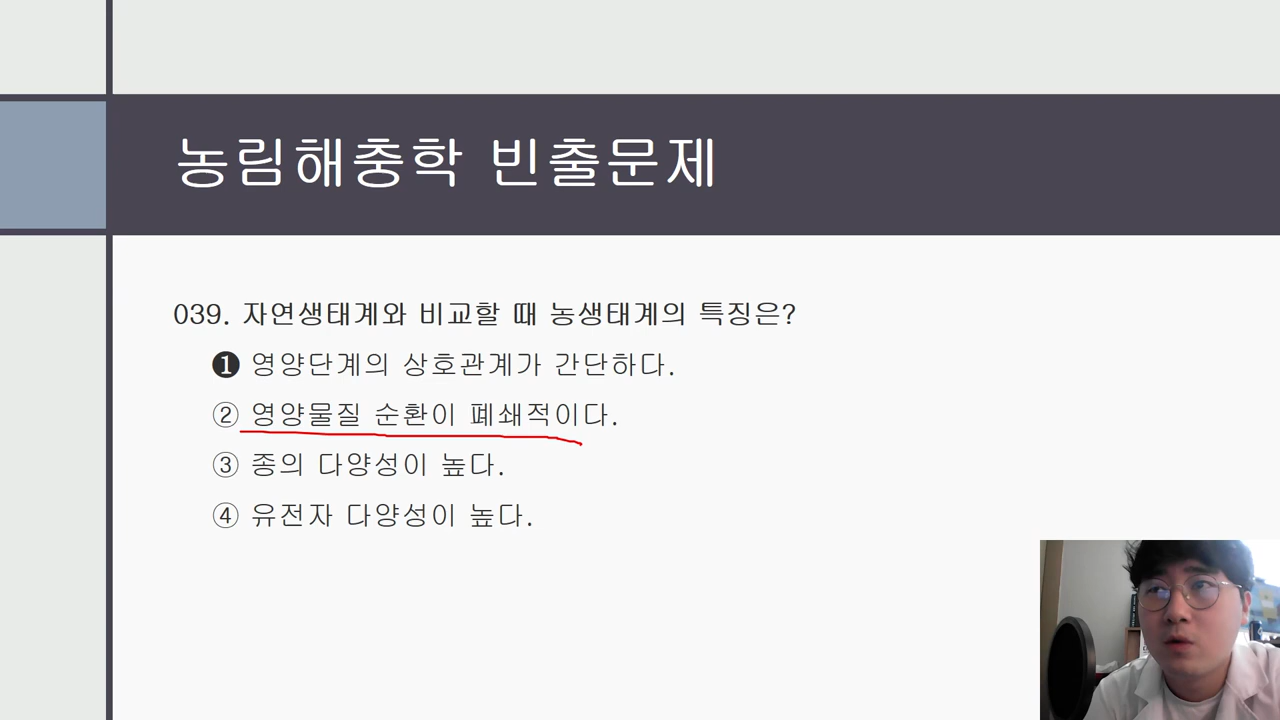 농림해충학 빈출문제
039. 자연생태계와 비교할 때 농생태계의 특징은?
❶ 영양단계의 상호관계가 간단하다.
② 영양물질 순환이 폐쇄적이다.
③ 종의 다양성이 높다.
④ 유전자 다양성이 높다.